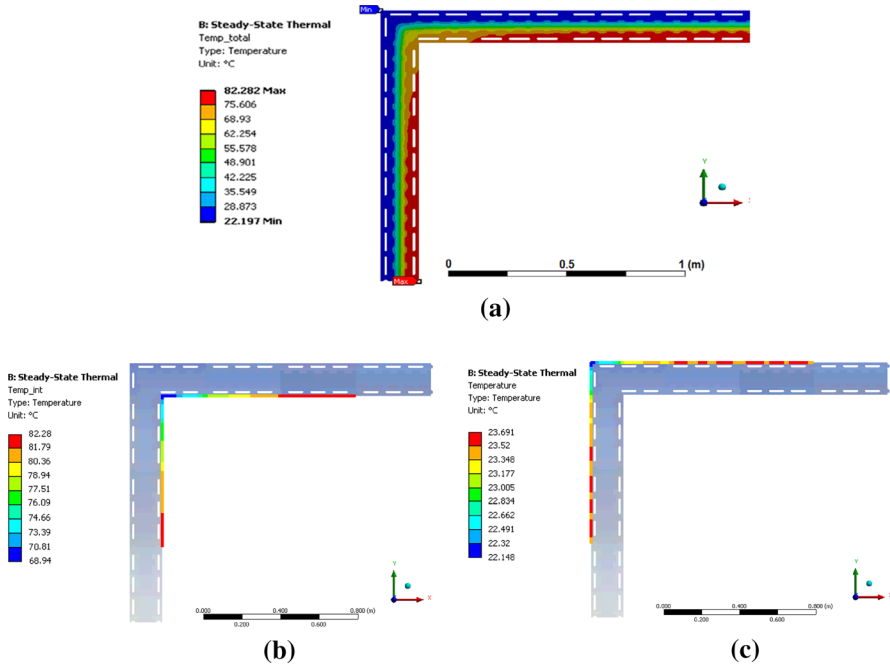 B: Steady-State Thermal
Temp_total
Type: Temperature
Unit: °C
82.282 Max
75.606
68.93
62.254
55.578
48.901
42.225
35.549
28.873
22.197 Min
Min
Max
Y
0
0.5
1 (m)
(a)
B: Steady-State Thermal
Temp_int
Type: Temperature
Unit: °C
82.28
81.79
80.36
78.94
77.51
76.09
74.66
73.39
70.81
68.94
Y
X
0.000
0.400
0.800 (m)
0.200
0.600
(b)
B: Steady-State Thermal
Temperature
Type: Temperature
Unit: °C
23.691
23.52
23.348
23.177
23.005
22.834
22.662
22.491
22.32
22.148
Y
0.000
0.400
0.800 (m)
0.200
0.600
(c)